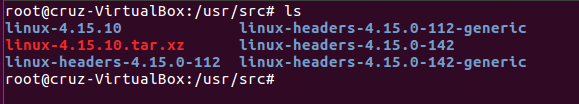 root@cruz-VirtualBox:/usr/src# ls
linux-4.15.10 linux-headers-4.15.0-112-generic
linux-4.15.10.tar.xz linux-headers-4.15.0-142
linux-headers-4.15.0-112 linux-headers-4.15.0-142-generic
root@cruz-VirtualBox:/usr/src#